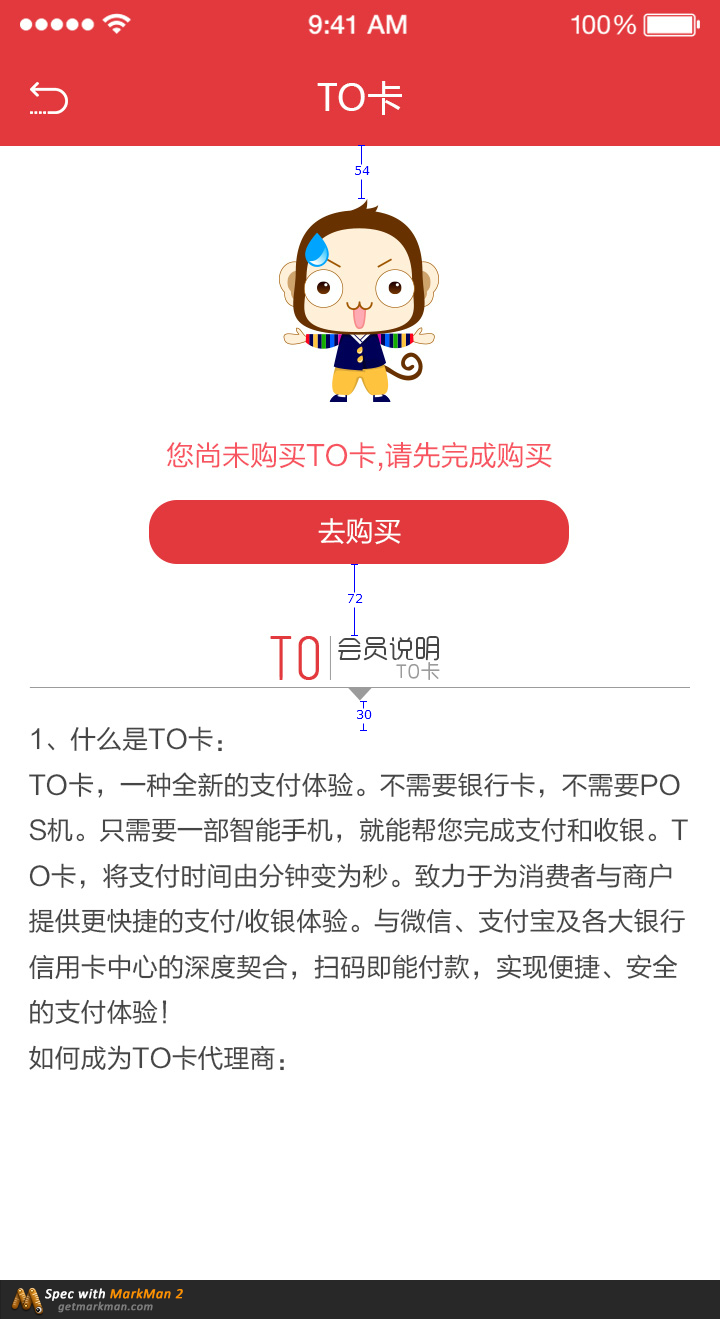 9:41 AM 100%
TO卡
54
您尚未购买TO卡,请先完成购买
去购买
72
TO 会员说明
TO卡
30
1、什么是TO卡：
TO卡，一种全新的支付体验。不需要银行卡，不需要PO
S机。只需要一部智能手机，就能帮您完成支付和收银。T
O卡，将支付时间由分钟变为秒。致力于为消费者与商户
提供更快捷的支付/收银体验。与微信、支付宝及各大银行
信用卡中心的深度契合，扫码即能付款，实现便捷、安全
的支付体验！
如何成为TO卡代理商：
Spec with MarkMan 2
getmarkman.com